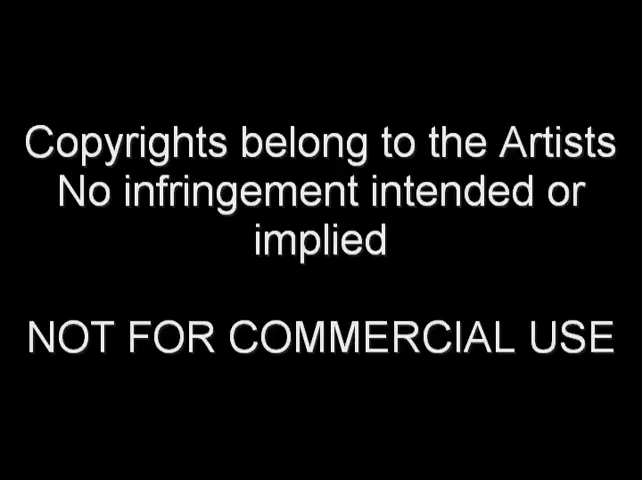 Copyrights belong to the Artists
No infringement intended or
implied
NOT FOR COMMERCIAL USE